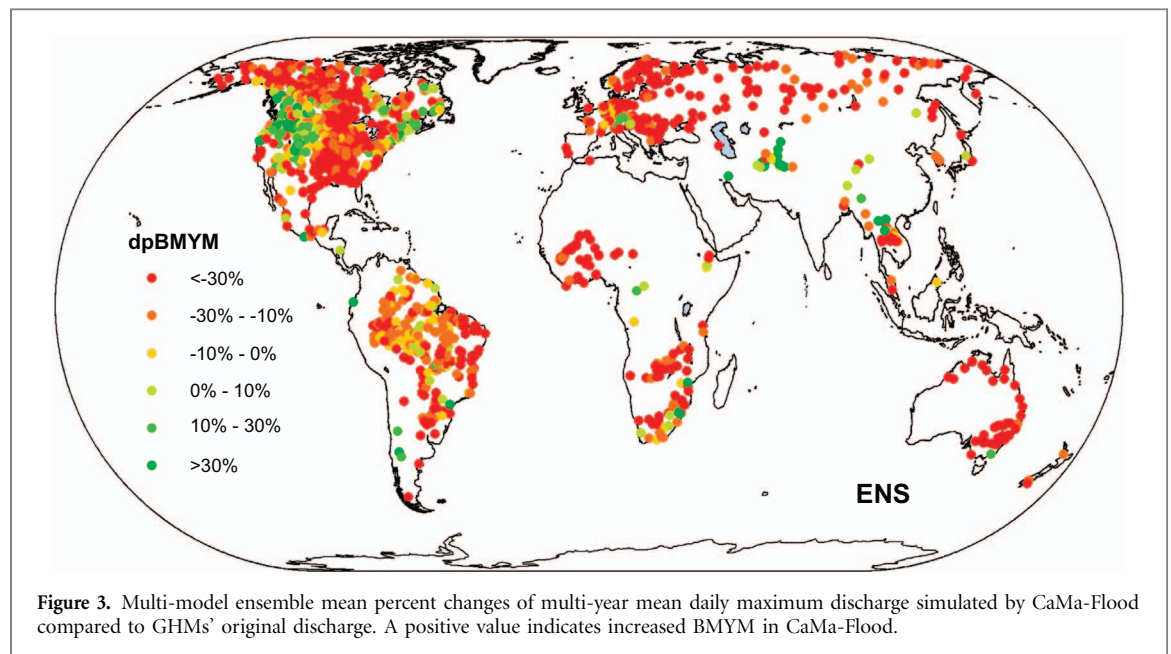 dpBMYM
<-30%
-30% - -10%
-10% - 0%
0% - 10%
10% - 30%
>30%
ENS
Figure 3. Multi-model ensemble mean percent changes of multi-year mean daily maximum discharge simulated by CaMa-Flood
compared to GHMs' original discharge. A positive value indicates increased BMYM in CaMa-Flood.